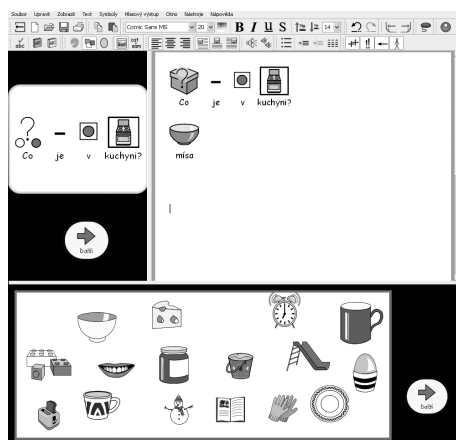 Soubor Upravit Zobrazit Text Symboly Hlasový výstup Okno Nástroje Nápověda
Comic Sans MS 20 B I U S 14
abc
Co je v kuchyni?
mísa
Co je v kuchyni?
Další
Další